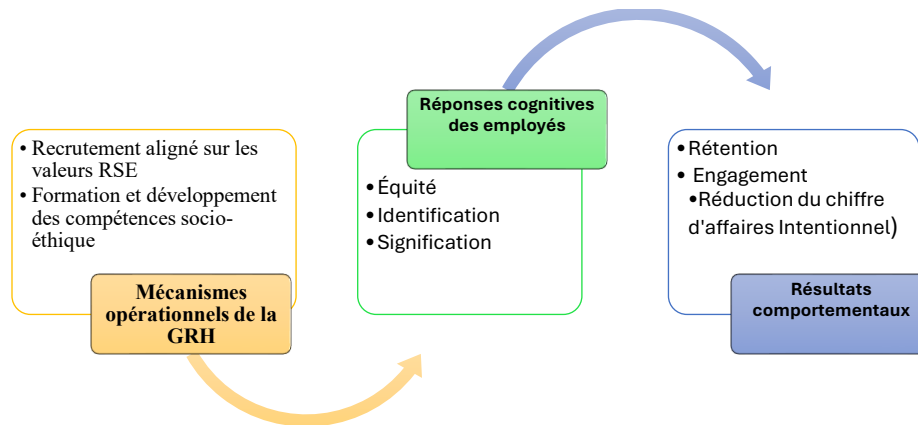 • Recrutement aligné sur les
valeurs RSE
• Formation et développement
des compétences socio-
éthique
Mécanismes
opérationnels de la
GRH
Réponses cognitives
des employés
•Équité
•Identification
•Signification
•Rétention
• Engagement
•Réduction du chiffre
d'affaires Intentionnel)
Résultats
comportementaux